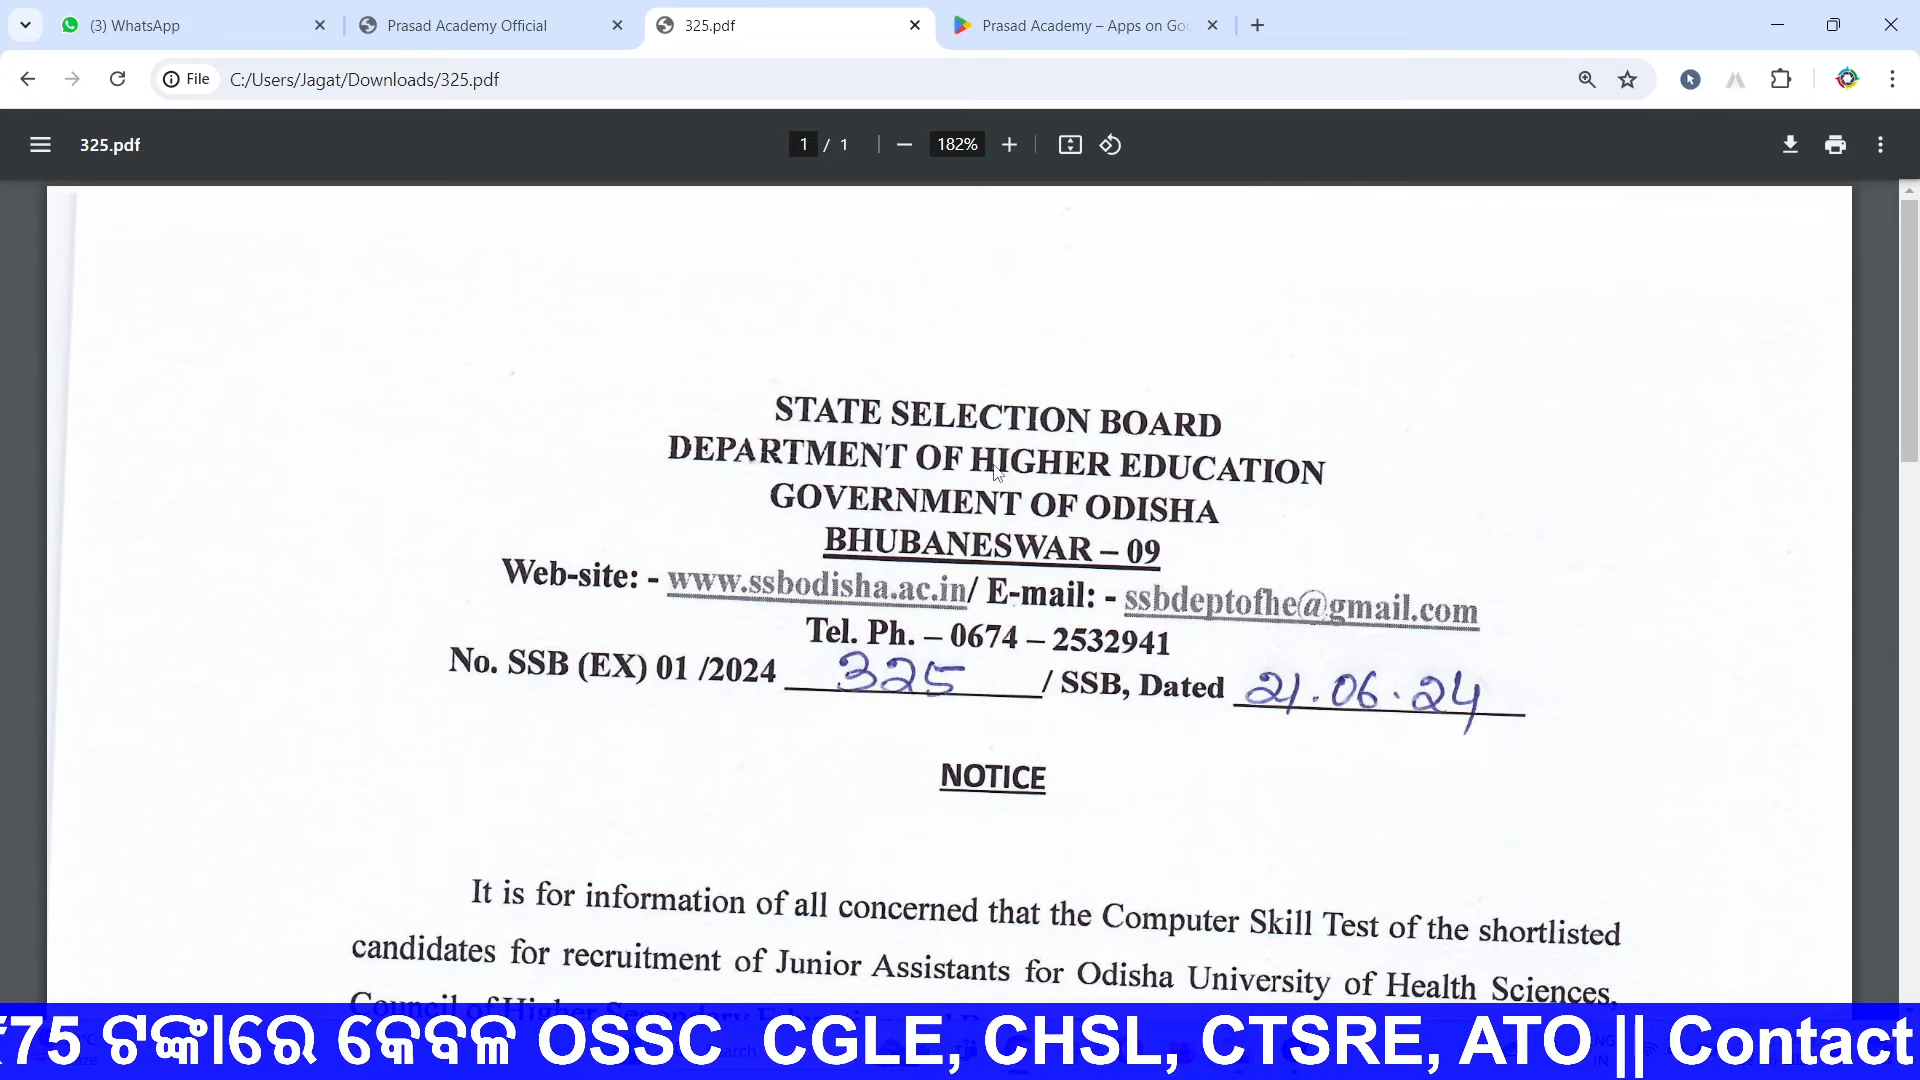 (3) WhatsApp
Prasad Academy Official
325.pdf
Prasad Academy – Apps on Goo
File
C:/Users/Jagat/Downloads/325.pdf
325.pdf
1 / 1
182%
STATE SELECTION BOARD
DEPARTMENT OF HIGHER EDUCATION
GOVERNMENT OF ODISHA
BHUBANESWAR – 09
Web-site: - www.ssbodisha.ac.in/ E-mail: - ssbdeptofhe@gmail.com
Tel. Ph. – 0674 – 2532941
No. SSB (EX) 01 /2024 325 / SSB, Dated 21.06.24
NOTICE
It is for information of all concerned that the Computer Skill Test of the shortlisted
candidates for recruitment of Junior Assistants for Odisha University of Health Sciences,
Council of Higher Secondary Education
₹75 ଟଙ୍କାରେ କେବଳ OSSC CGLE, CHSL, CTSRE, ATO || Contact